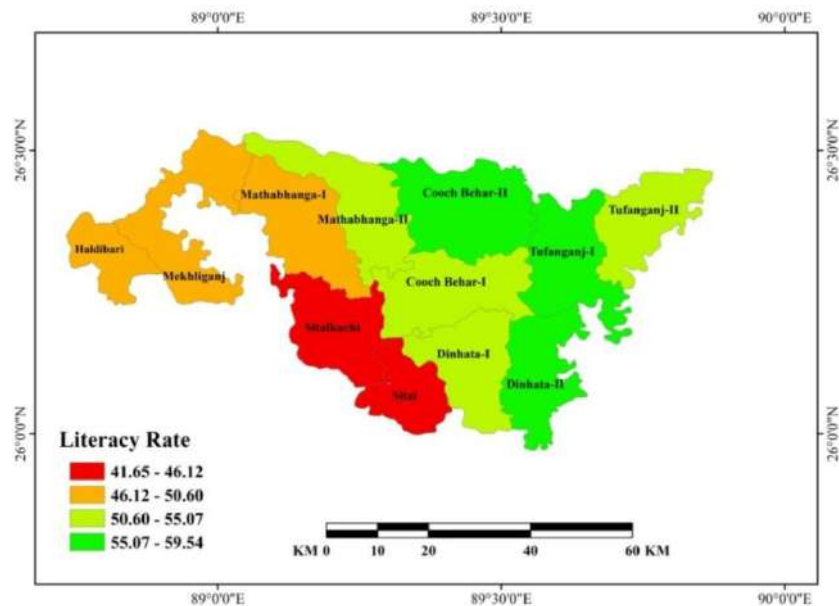 89°0'0"E 89°30'0"E 90°0'0"E
26°30'0"N 26°30'0"N
Mathabhanga-I
Cooch Behar-II
Mathabhanga-II
Tufanganj-II
Haldibari
Tufanganj-I
Mekhliganj
Cooch Behar-I
Sitalkuchi
Dinhata-I
Dinhata-II
Sitai
26°0'0"N 26°0'0"N
Literacy Rate
41.65 - 46.12
46.12 - 50.60
50.60 - 55.07
55.07 - 59.54
KM 0 10 20 40 60 KM
89°0'0"E 89°30'0"E 90°0'0"E